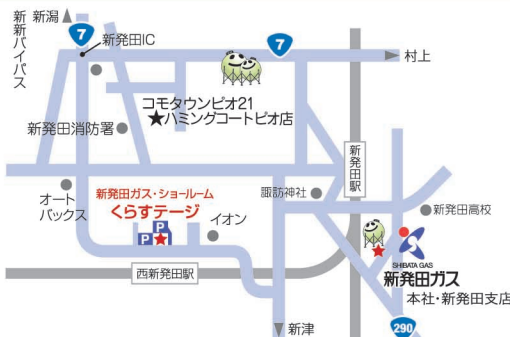 新潟
新新バイパス
7
新発田IC
7
村上
コモタウンピオ21
★ハミングコートピオ店
新発田消防署
新発田駅
オート
バックス
新発田ガス・ショールーム
くらすテージ
諏訪神社
新発田高校
P P
イオン
SHIBATA GAS
新発田ガス
本社・新発田支店
西新発田駅
新津
290